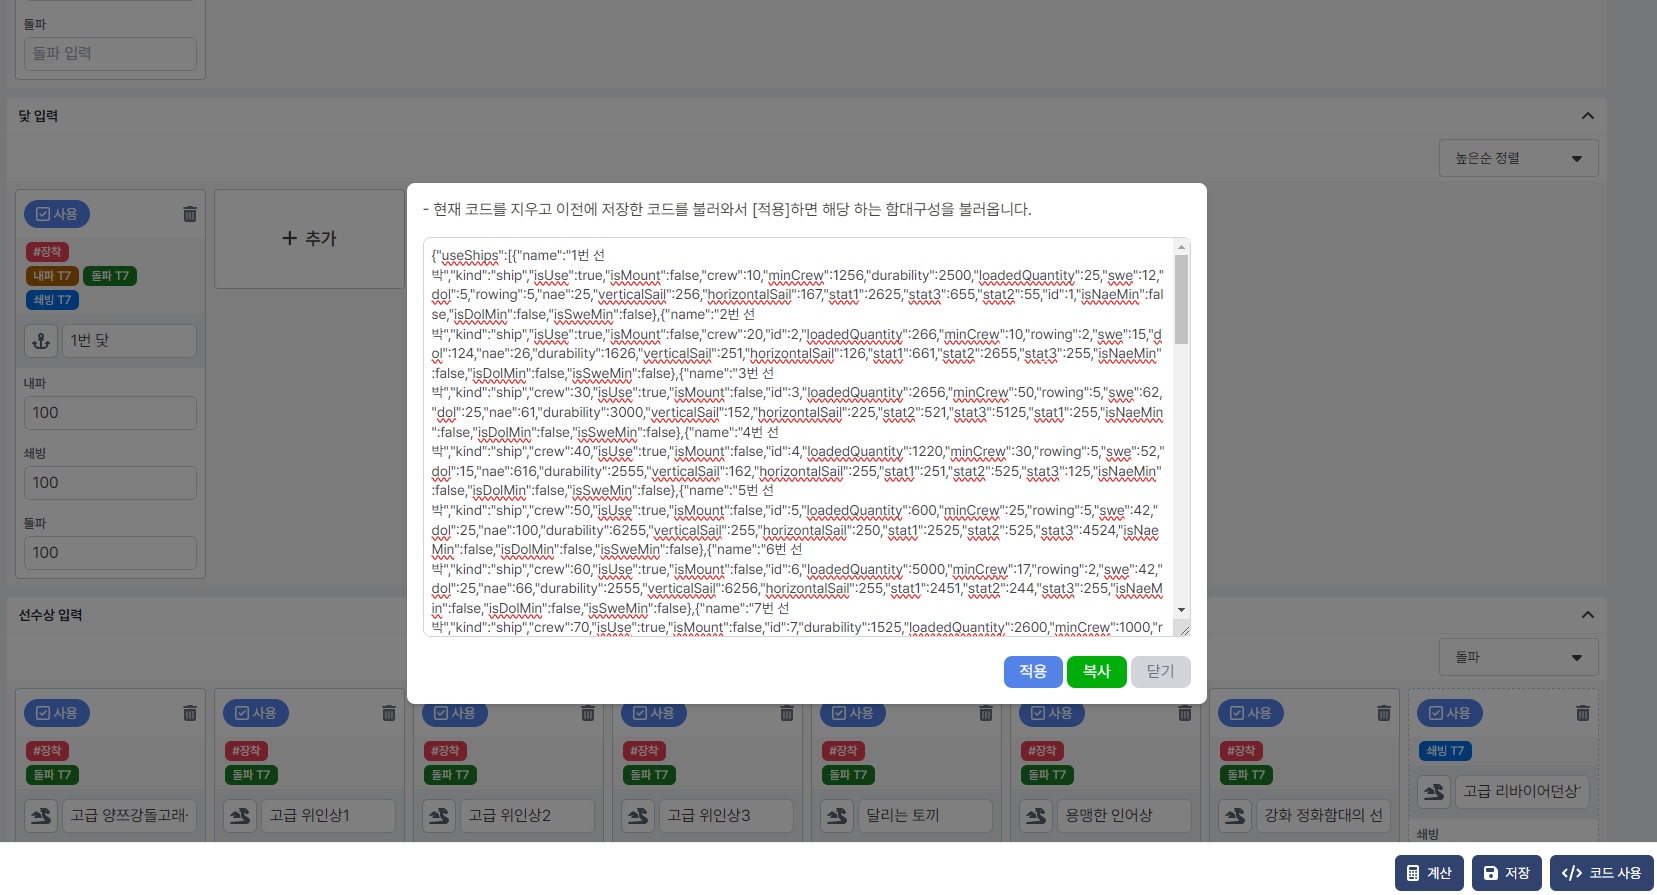 돌파
돌파 입력
닻 입력
높은순 정렬
사용
#장착
내파 T7 돌파 T7
쇄빙 T7
1번 닻
내파
100
쇄빙
100
돌파
100
+ 추가
- 현재 코드를 지우고 이전에 저장한 코드를 불러와서 [적용]하면 해당 하는 함대구성을 불러옵니다.
{"useShips":[{"name":"1번 선
박","kind":"ship","isUse":true,"isMount":false,"crew":10,"minCrew":1256,"durability":2500,"loadedQuantity":25,"swe":12,"
dol":5,"rowing":5,"nae":25,"verticalSail":256,"horizontalSail":167,"stat1":2625,"stat3":655,"stat2":55,"id":1,"isNaeMin":fal
se,"isDolMin":false,"isSweMin":false},{"name":"2번 선
박","kind":"ship","isUse":true,"isMount":false,"crew":20,"id":2,"loadedQuantity":266,"minCrew":10,"rowing":2,"swe":15,"d
ol":124,"nae":26,"durability":1626,"verticalSail":251,"horizontalSail":126,"stat1":661,"stat2":2655,"stat3":255,"isNaeMin"
:false,"isDolMin":false,"isSweMin":false},{"name":"3번 선
박","kind":"ship","crew":30,"isUse":true,"isMount":false,"id":3,"loadedQuantity":2656,"minCrew":50,"rowing":5,"swe":62,
"dol":25,"nae":61,"durability":3000,"verticalSail":152,"horizontalSail":225,"stat2":521,"stat3":5125,"stat1":255,"isNaeMin
":false,"isDolMin":false,"isSweMin":false},{"name":"4번 선
박","kind":"ship","crew":40,"isUse":true,"isMount":false,"id":4,"loadedQuantity":1220,"minCrew":30,"rowing":5,"swe":52,"
dol":15,"nae":616,"durability":2555,"verticalSail":162,"horizontalSail":255,"stat1":251,"stat2":525,"stat3":125,"isNaeMin"
:false,"isDolMin":false,"isSweMin":false},{"name":"5번 선
박","kind":"ship","crew":50,"isUse":true,"isMount":false,"id":5,"loadedQuantity":600,"minCrew":25,"rowing":5,"swe":42,"
dol":25,"nae":100,"durability":6255,"verticalSail":255,"horizontalSail":250,"stat1":2525,"stat2":525,"stat3":4524,"isNae
Min":false,"isDolMin":false,"isSweMin":false},{"name":"6번 선
박","kind":"ship","crew":60,"isUse":true,"isMount":false,"id":6,"loadedQuantity":5000,"minCrew":17,"rowing":2,"swe":42,"
dol":25,"nae":66,"durability":2555,"verticalSail":6256,"horizontalSail":255,"stat1":2451,"stat2":244,"stat3":255,"isNaeM
in":false,"isDolMin":false,"isSweMin":false},{"name":"7번 선
박","kind":"ship","crew":70,"isUse":true,"isMount":false,"id":7,"durability":1525,"loadedQuantity":2600,"minCrew":1000,"r
적용 복사 닫기
선수상 입력
돌파
사용 사용 사용 사용 사용 사용 사용 사용
#장착 #장착 #장착 #장착 #장착 #장착 #장착 쇄빙 T7
돌파 T7 돌파 T7 돌파 T7 돌파 T7 돌파 T7 돌파 T7 돌파 T7
고급 양쯔강돌고래 고급 위인상1 고급 위인상2 고급 위인상3 달리는 토끼 용맹한 인어상 강화 정화함대의 선 고급 리바이어던상
쇄빙
계산 저장 코드 사용